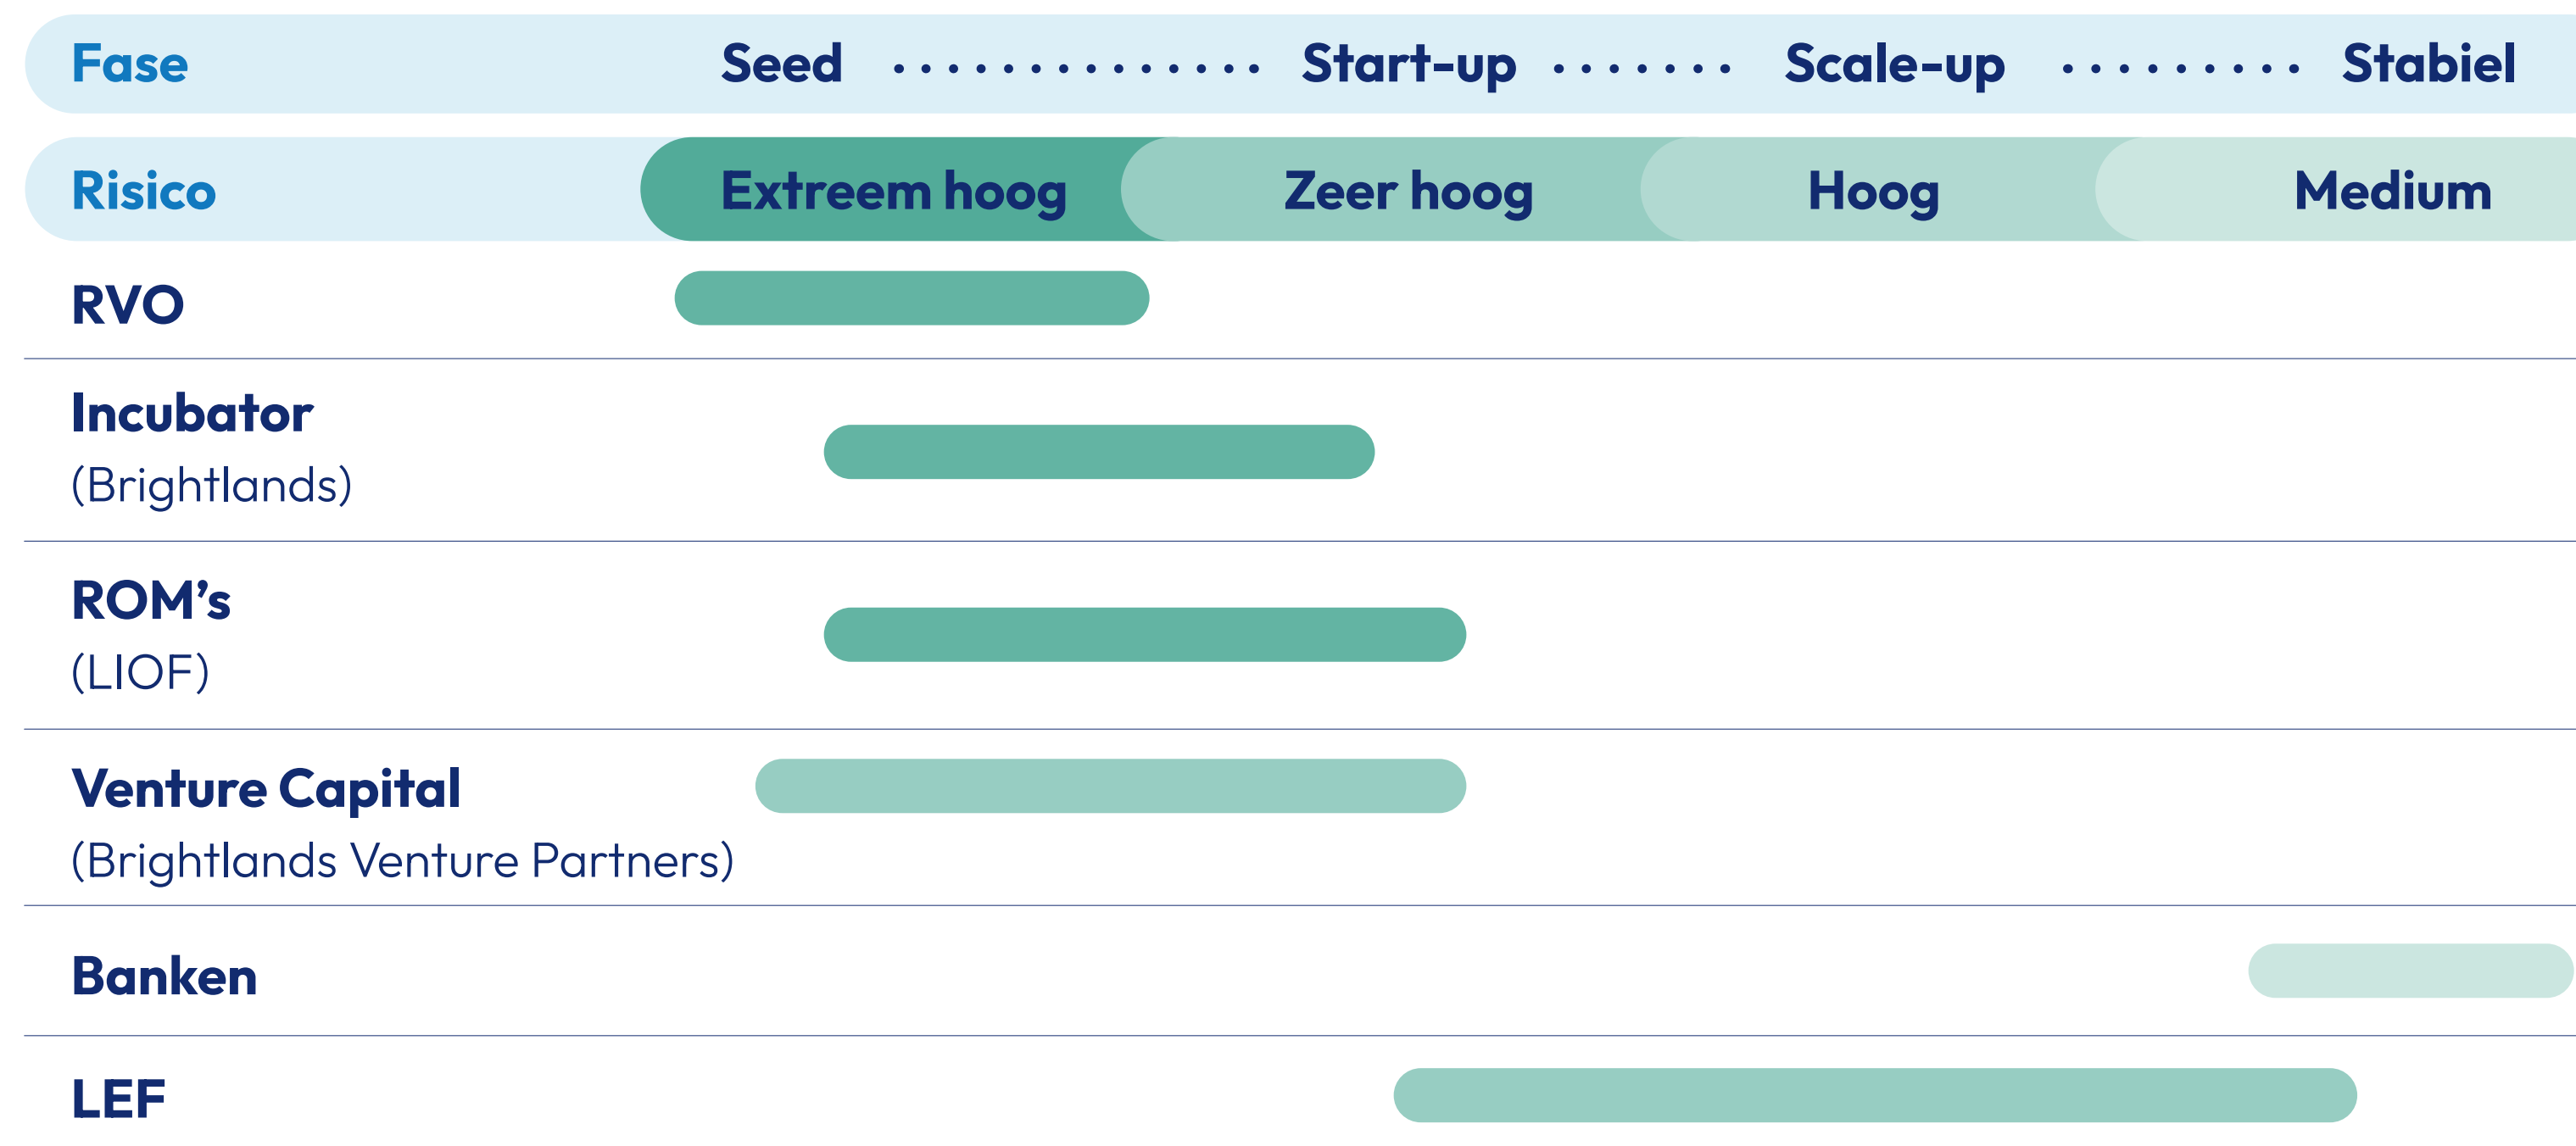 Fase Seed Start-up Scale-up Stabiel
Risico Extreem hoog Zeer hoog Hoog Medium
RVO
Incubator
(Brightlands)
ROM’s
(LIOF)
Venture Capital
(Brightlands Venture Partners)
Banken
LEF